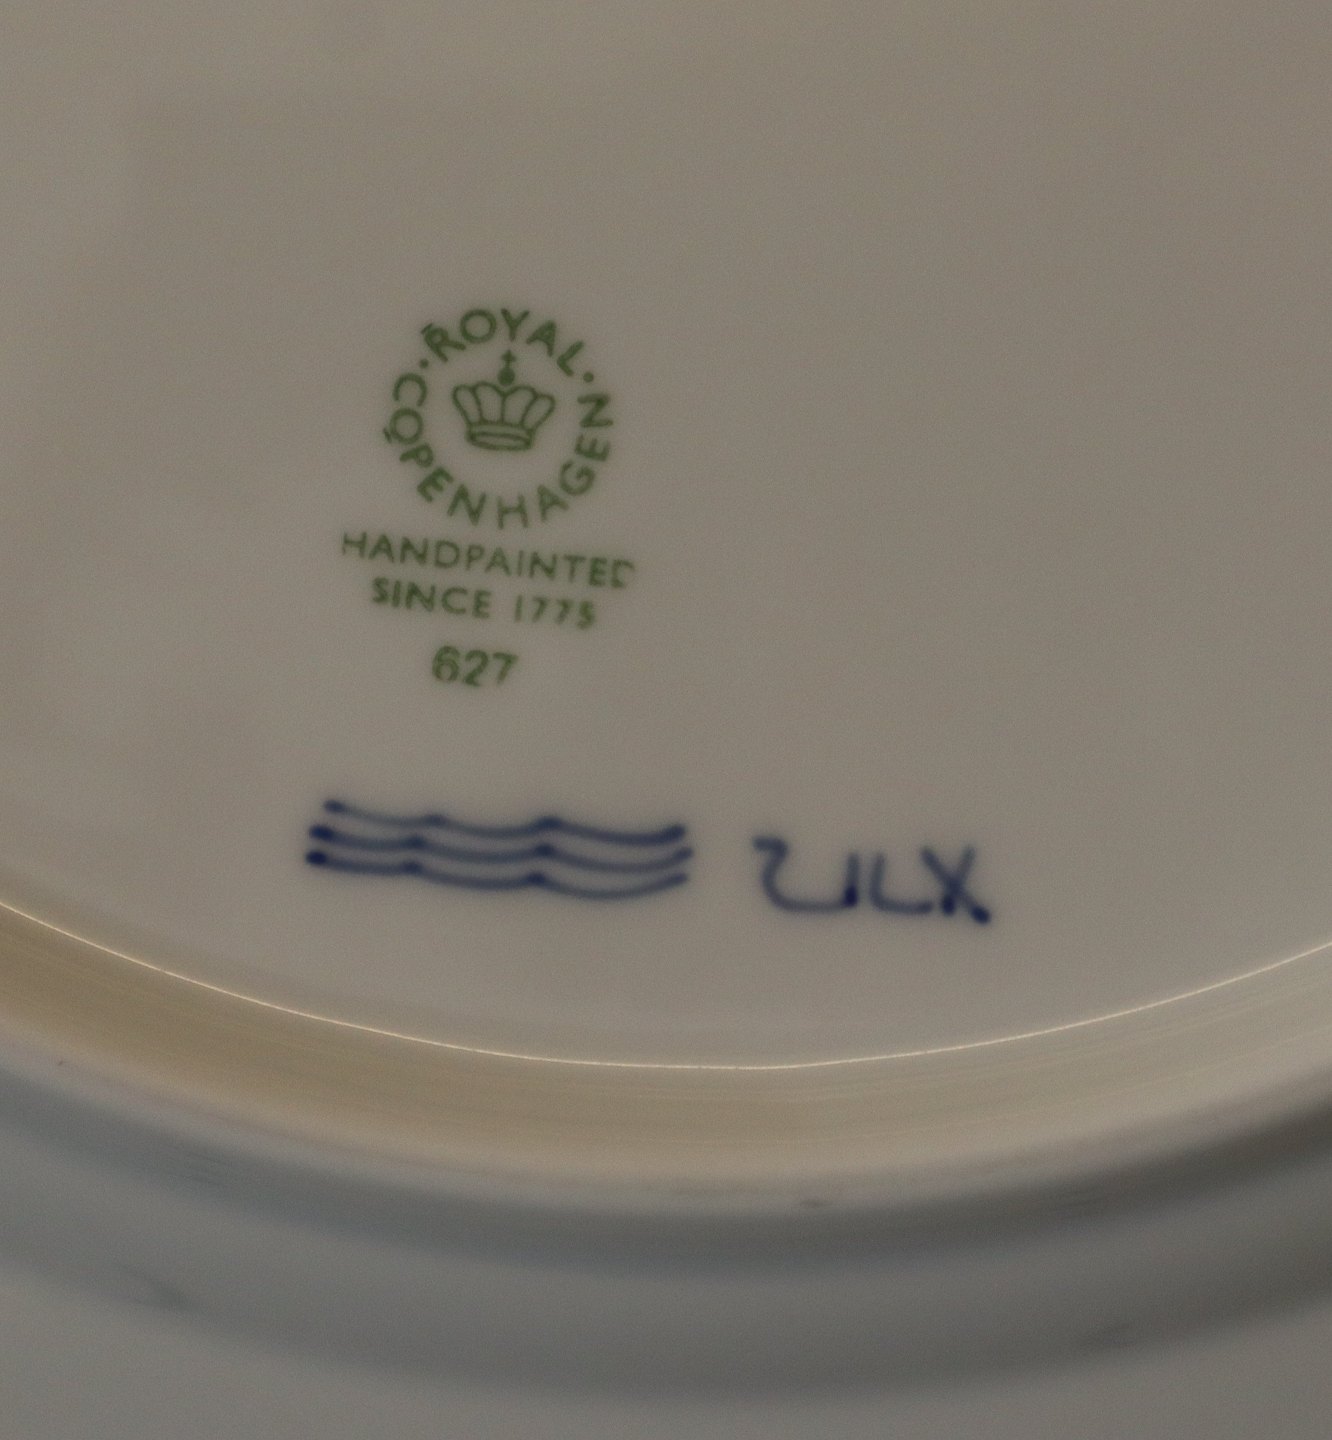 ROYAL
COPENHAGEN
HANDPAINTED
SINCE 1775
627